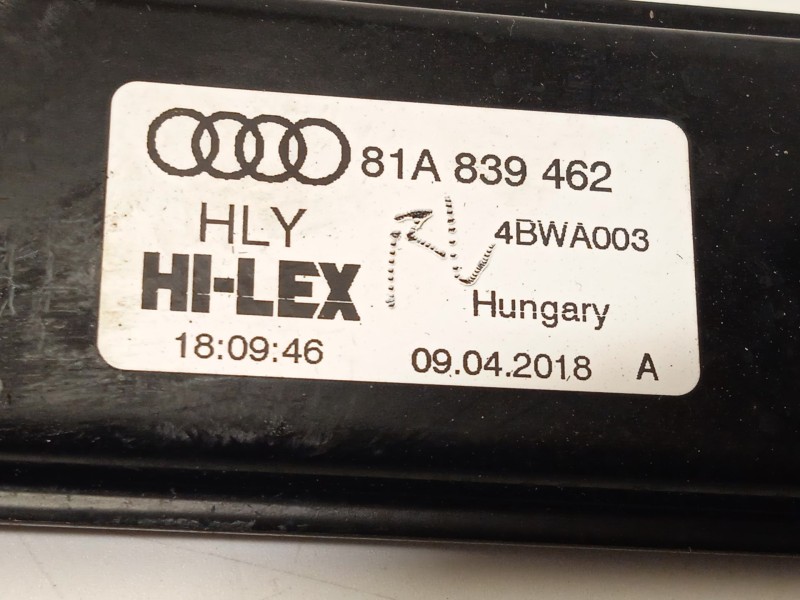 81A 839 462
HLY
4BWA003
HI-LEX
Hungary
18:09:46
09.04.2018 A